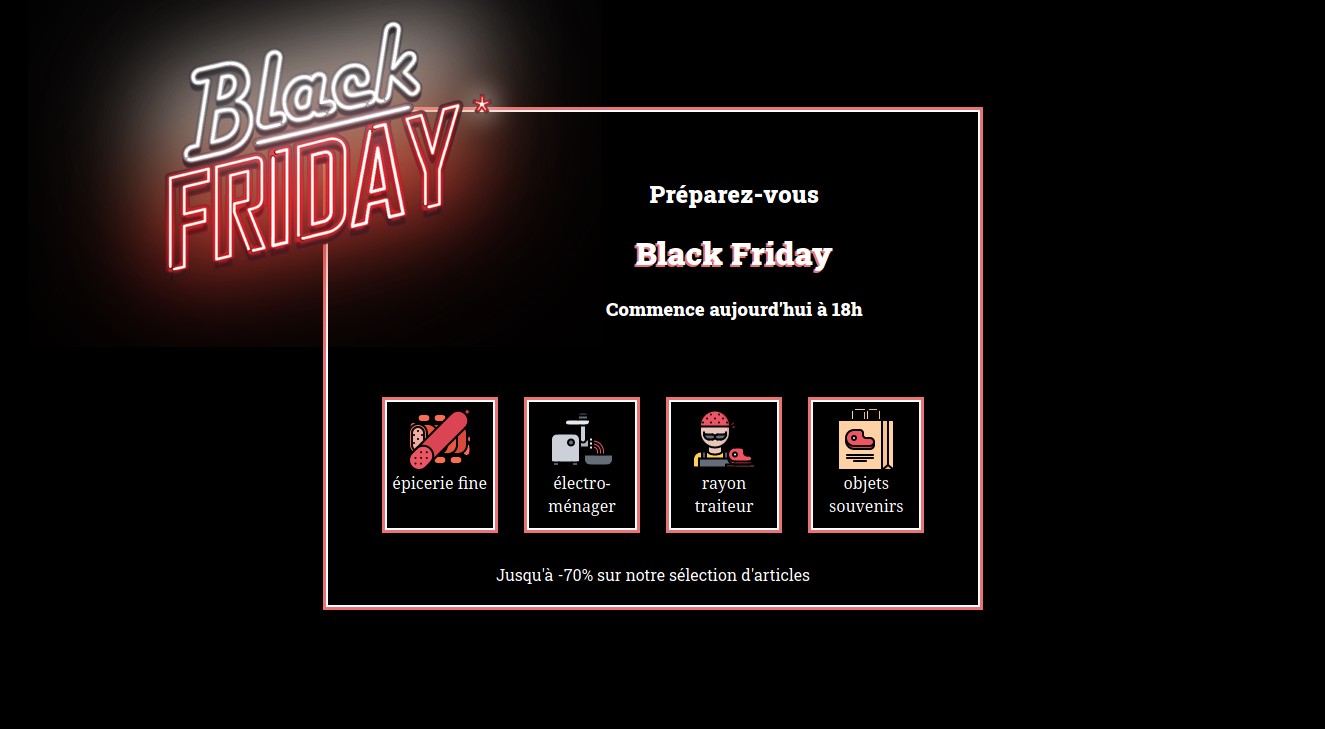 Black
FRIDAY*
Préparez-vous
Black Friday
Commence aujourd'hui à 18h
épicerie fine
électro-
ménager
rayon
traiteur
objets
souvenirs
Jusqu'à -70% sur notre sélection d'articles